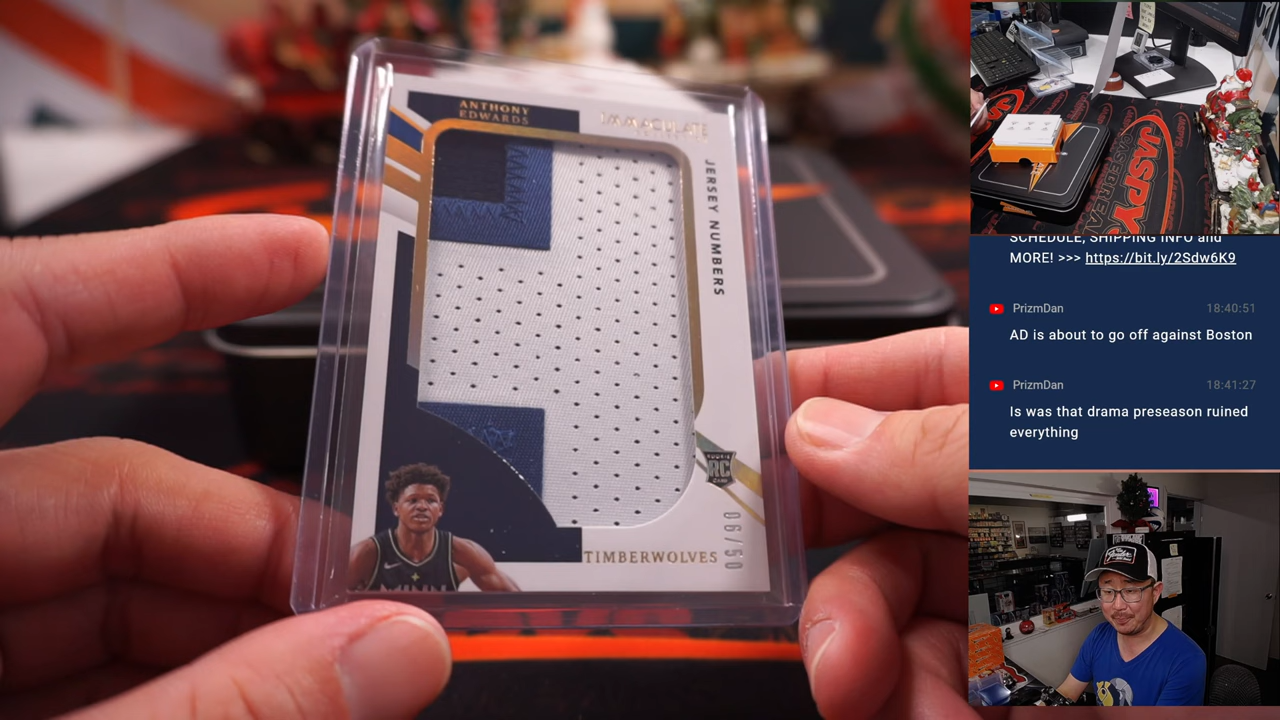 ANTHONY
EDWARDS
IMMACULATE
JERSEY NUMBERS
RC
06/50
TIMBERWOLVES
JASPY
SCHEDULE, SHIPPING INFO and
MORE! >>> https://bit.ly/2Sdw6K9
PrizmDan 18:40:51
AD is about to go off against Boston
PrizmDan 18:41:27
Is was that drama preseason ruined
everything